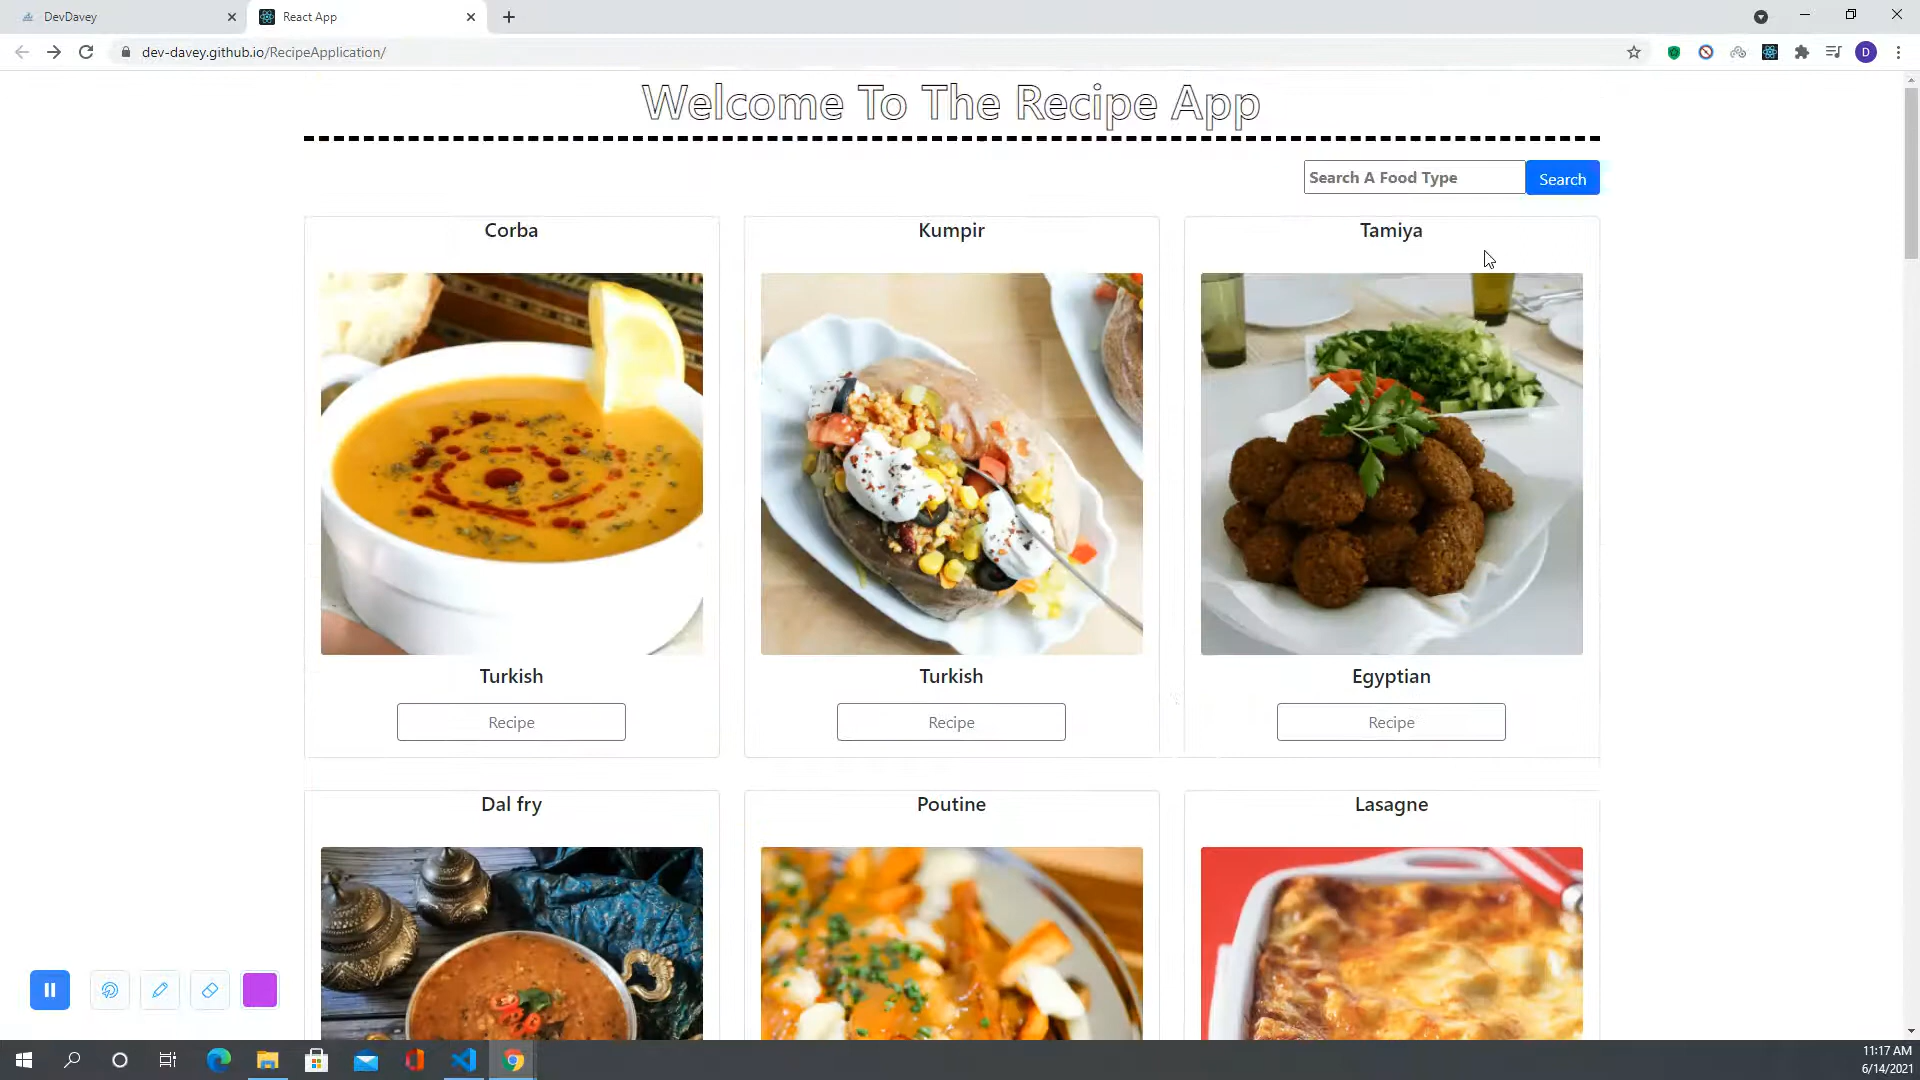 DevDavey
React App
dev-davey.github.io/RecipeApplication/
D
Welcome To The Recipe App
Search A Food Type Search
Corba Kumpir Tamiya
Turkish Turkish Egyptian
Recipe Recipe Recipe
Dal fry Poutine Lasagne
11:17 AM
6/14/2021